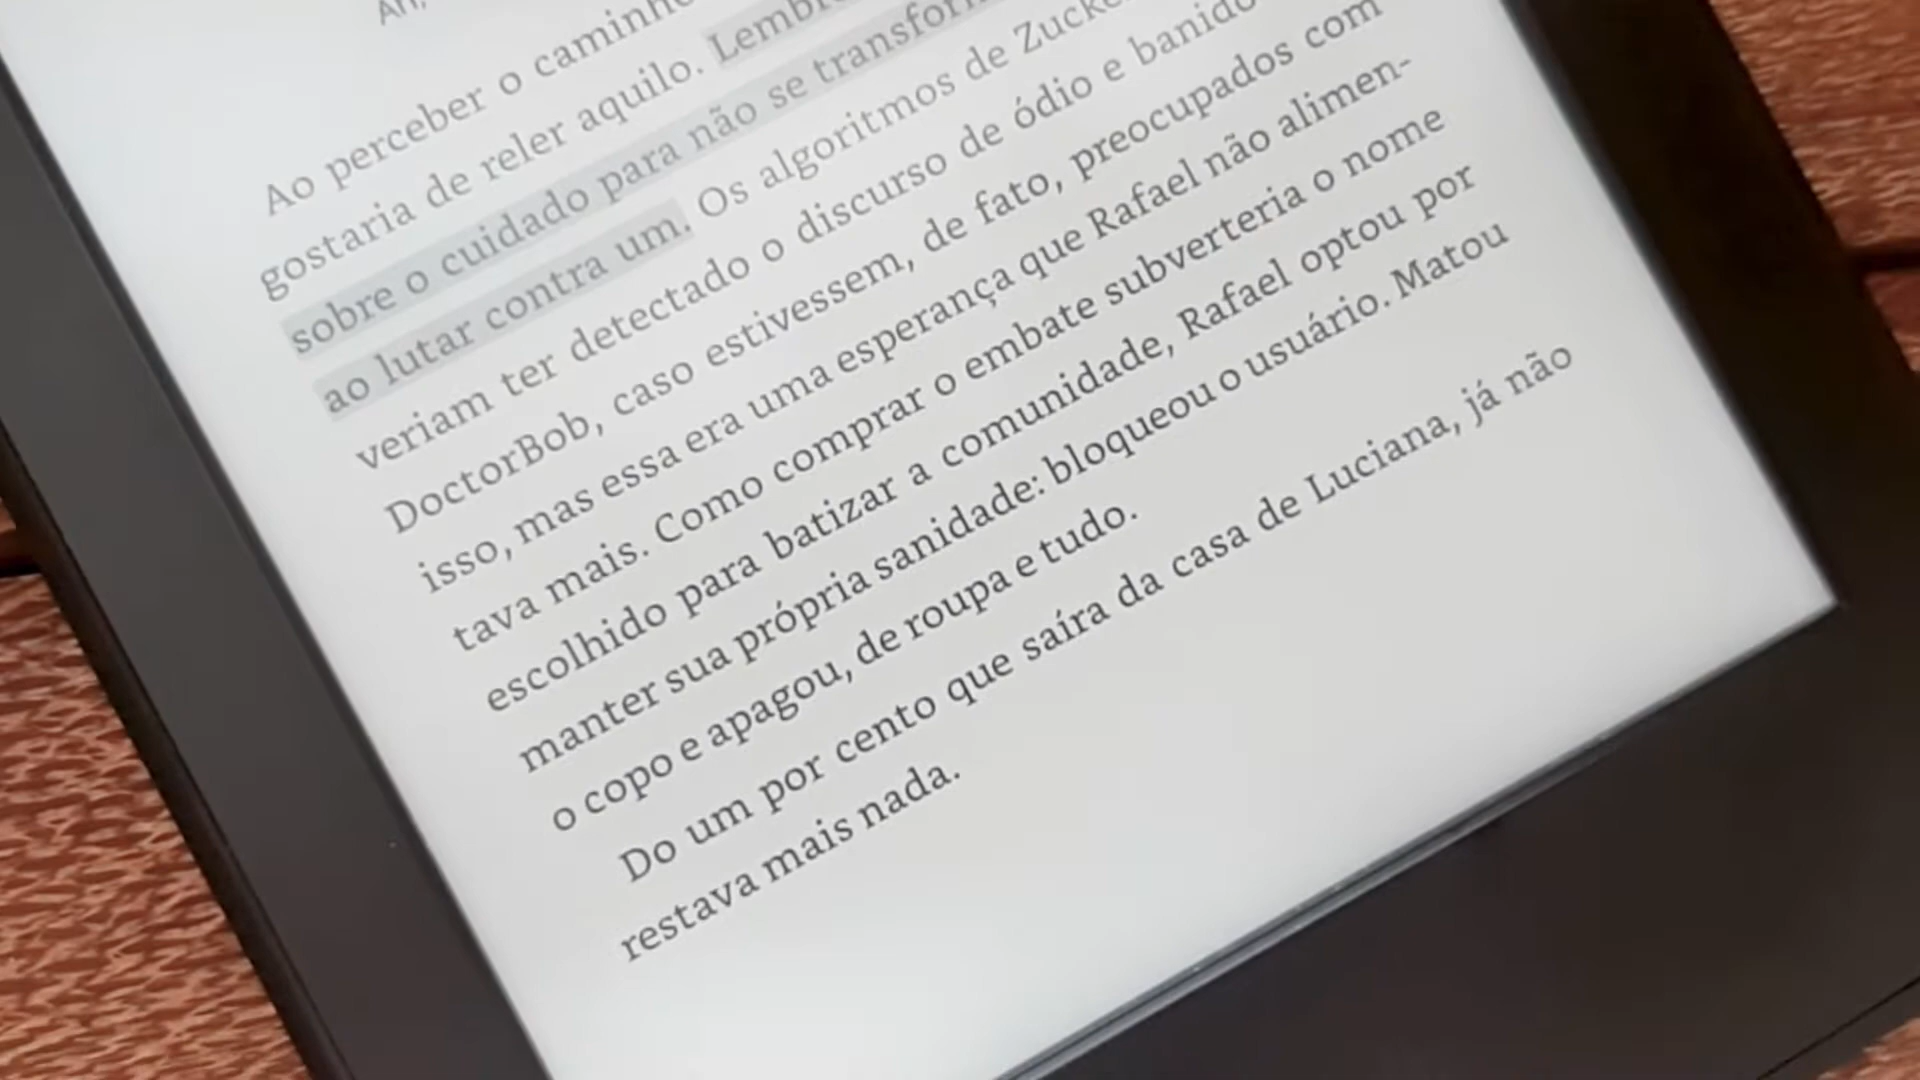 Ah,
Ao perceber o caminho
gostaria de reler aquilo.
sobre o cuidado para não se
ao lutar contra um. Os algoritmos de
veriam ter detectado o discurso de ódio e banido
DoctorBob, caso estivessem, de fato, preocupados com
isso, mas essa era uma esperança que Rafael não alimen-
tava mais. Como comprar o embate subverteria o nome
escolhido para batizar a comunidade, Rafael optou por
manter sua própria sanidade: bloqueou o usuário. Matou
o copo e apagou, de roupa e tudo.
Do um por cento que saíra da casa de Luciana, já não
restava mais nada.